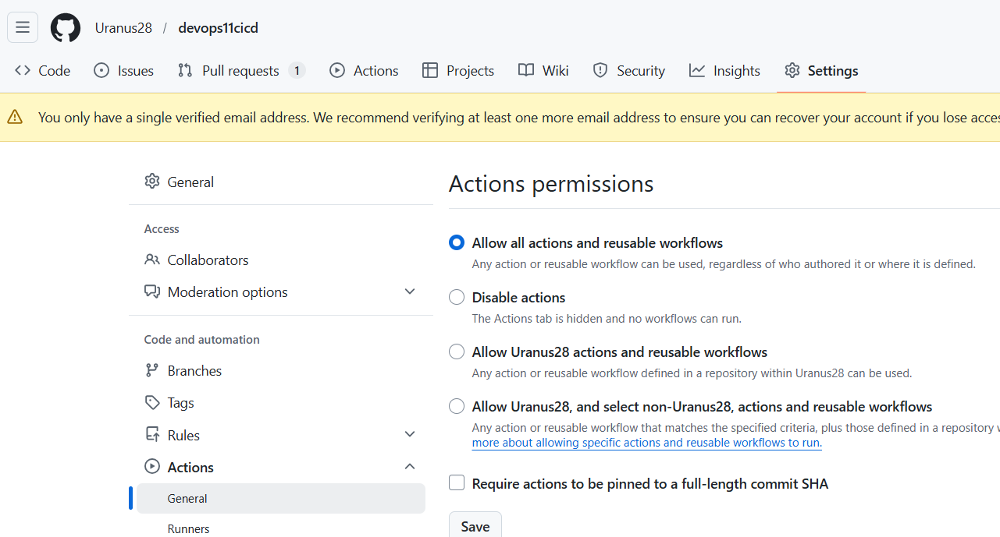 Uranus28 / devops11cicd
Code Issues Pull requests 1 Actions Projects Wiki Security Insights Settings
You only have a single verified email address. We recommend verifying at least one more email address to ensure you can recover your account if you lose acces
General
Access
Collaborators
Moderation options
Code and automation
Branches
Tags
Rules
Actions
General
Runners
Actions permissions
Allow all actions and reusable workflows
Any action or reusable workflow can be used, regardless of who authored it or where it is defined.
Disable actions
The Actions tab is hidden and no workflows can run.
Allow Uranus28 actions and reusable workflows
Any action or reusable workflow defined in a repository within Uranus28 can be used.
Allow Uranus28, and select non-Uranus28, actions and reusable workflows
Any action or reusable workflow that matches the specified criteria, plus those defined in a repository
more about allowing specific actions and reusable workflows to run.
Require actions to be pinned to a full-length commit SHA
Save